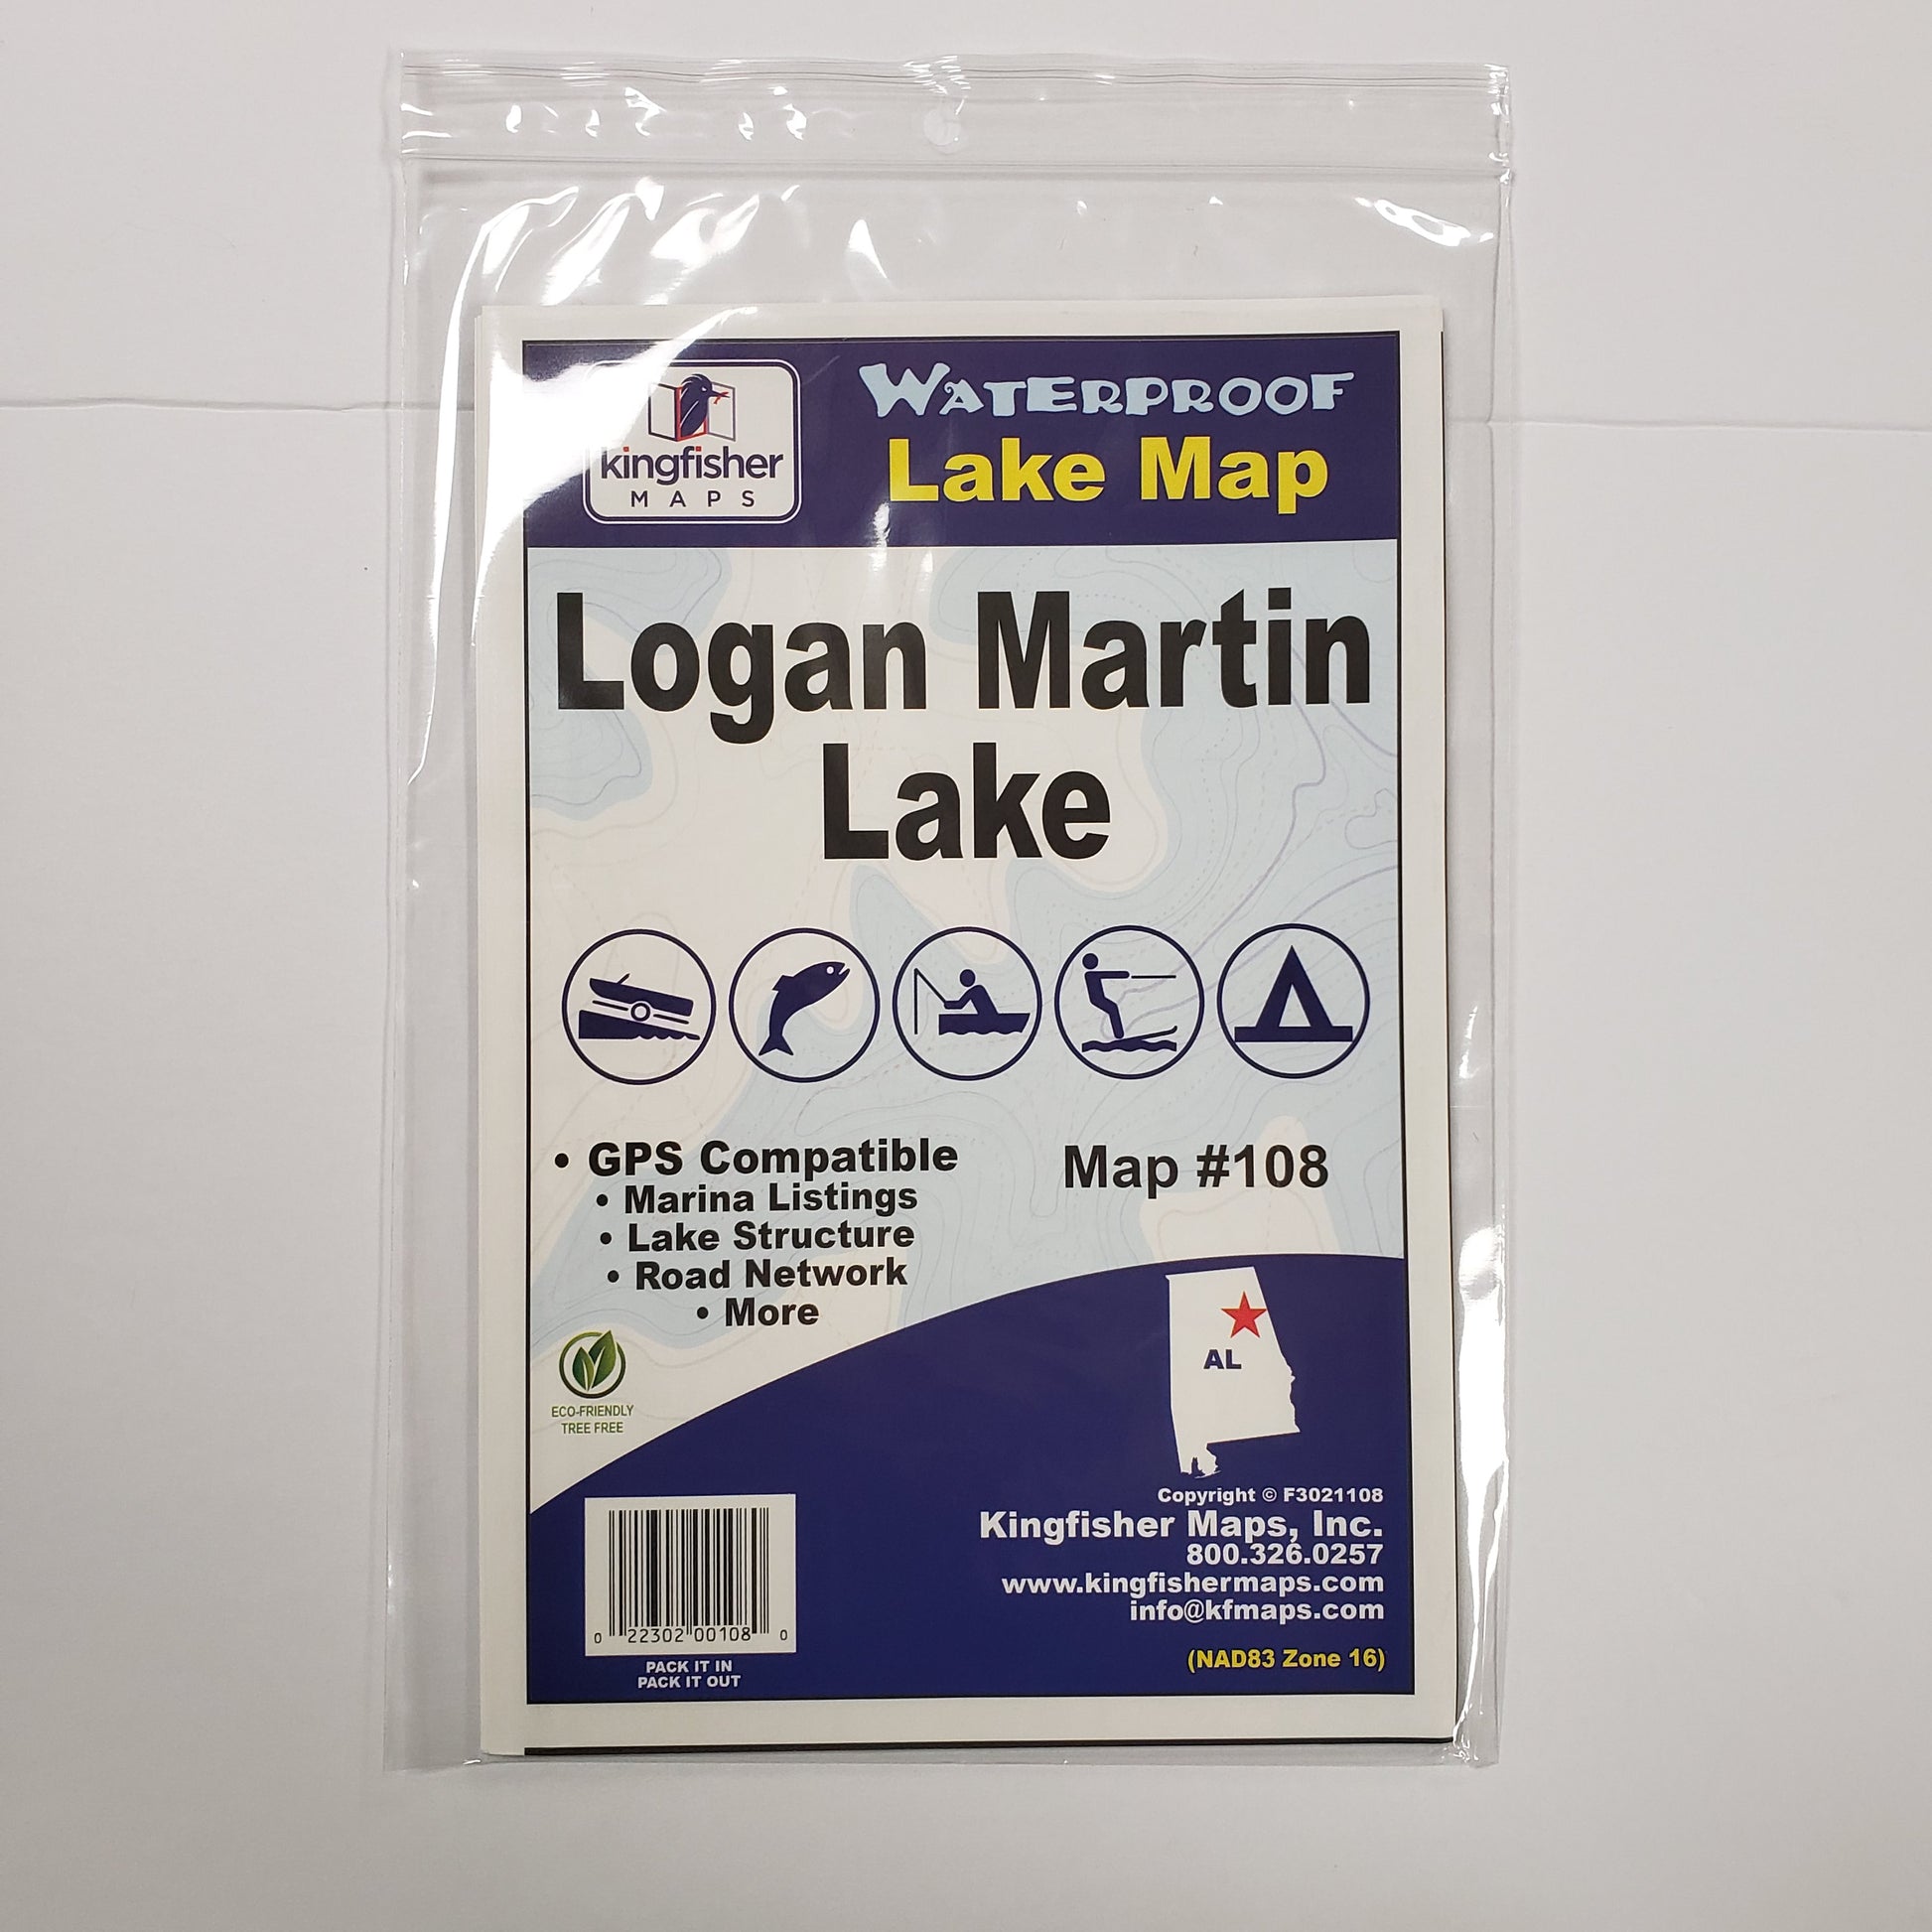 kingfisher
MAPS
WATERPROOF
Lake Map
Logan Martin
Lake
• GPS Compatible
• Marina Listings
• Lake Structure
• Road Network
• More
Map #108
ECO-FRIENDLY
TREE FREE
AL
Copyright © F3021108
Kingfisher Maps, Inc.
800.326.0257
www.kingfishermaps.com
info@kfmaps.com
(NAD83 Zone 16)
0 22302 00108 0
PACK IT IN
PACK IT OUT